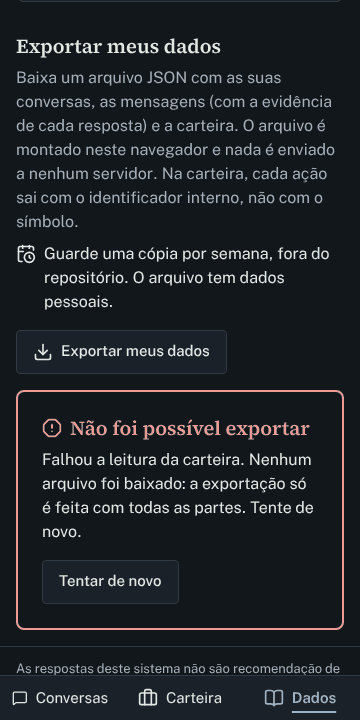 Exportar meus dados
Baixa um arquivo JSON com as suas
conversas, as mensagens (com a evidência
de cada resposta) e a carteira. O arquivo é
montado neste navegador e nada é enviado
a nenhum servidor. Na carteira, cada ação
sai com o identificador interno, não com o
símbolo.
Guarde uma cópia por semana, fora do
repositório. O arquivo tem dados
pessoais.
Exportar meus dados
Não foi possível exportar
Falhou a leitura da carteira. Nenhum
arquivo foi baixado: a exportação só
é feita com todas as partes. Tente de
novo.
Tentar de novo
As respostas deste sistema não são recomendação de
Conversas
Carteira
Dados